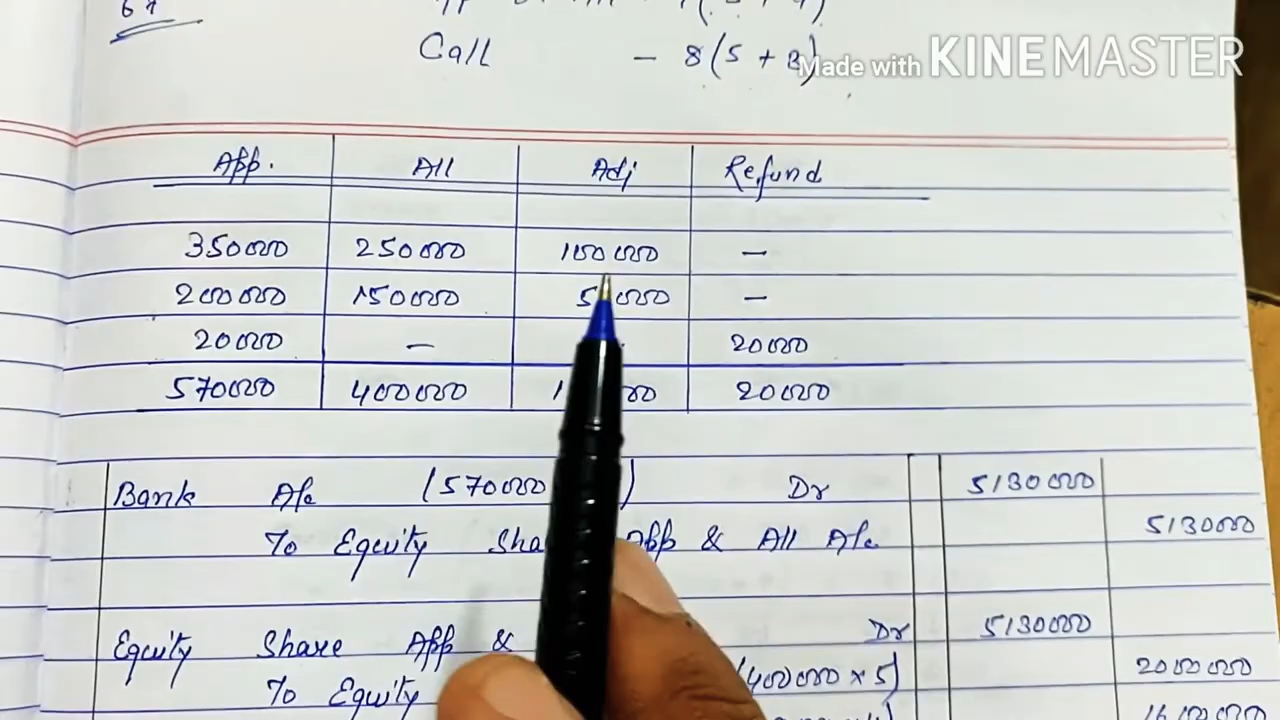 Call - 8 (5 + 3)
Made with KINEMASTER
App. All Adj Refund
350000 250000 100000 -
200000 150000 -
20000 - 20000
570000 400000 20000
Bank A/c (570000 ) Dr 5130000
To Equity App & All A/c 5130000
Equity Share App & Dr 5130000
To Equity (400000 x 5) 2000000